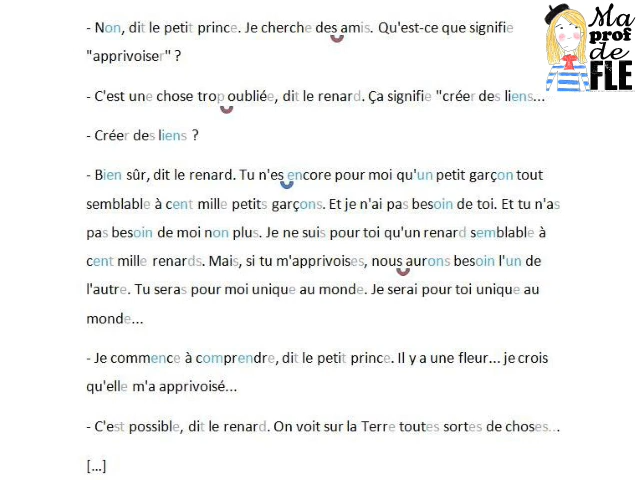 Ma
prof
de
FLE
- Non, dit le petit prince. Je cherche des amis. Qu'est-ce que signifie
"apprivoiser" ?
- C'est une chose trop oubliée, dit le renard. Ça signifie "créer des liens...
- Créer des liens ?
- Bien sûr, dit le renard. Tu n'es encore pour moi qu'un petit garçon tout
semblable à cent mille petits garçons. Et je n'ai pas besoin de toi. Et tu n'as
pas besoin de moi non plus. Je ne suis pour toi qu'un renard semblable à
cent mille renards. Mais, si tu m'apprivoises, nous aurons besoin l'un de
l'autre. Tu seras pour moi unique au monde. Je serai pour toi unique au
monde...
- Je commence à comprendre, dit le petit prince. Il y a une fleur... je crois
qu'elle m'a apprivoisé...
- C'est possible, dit le renard. On voit sur la Terre toutes sortes de choses...
[...]